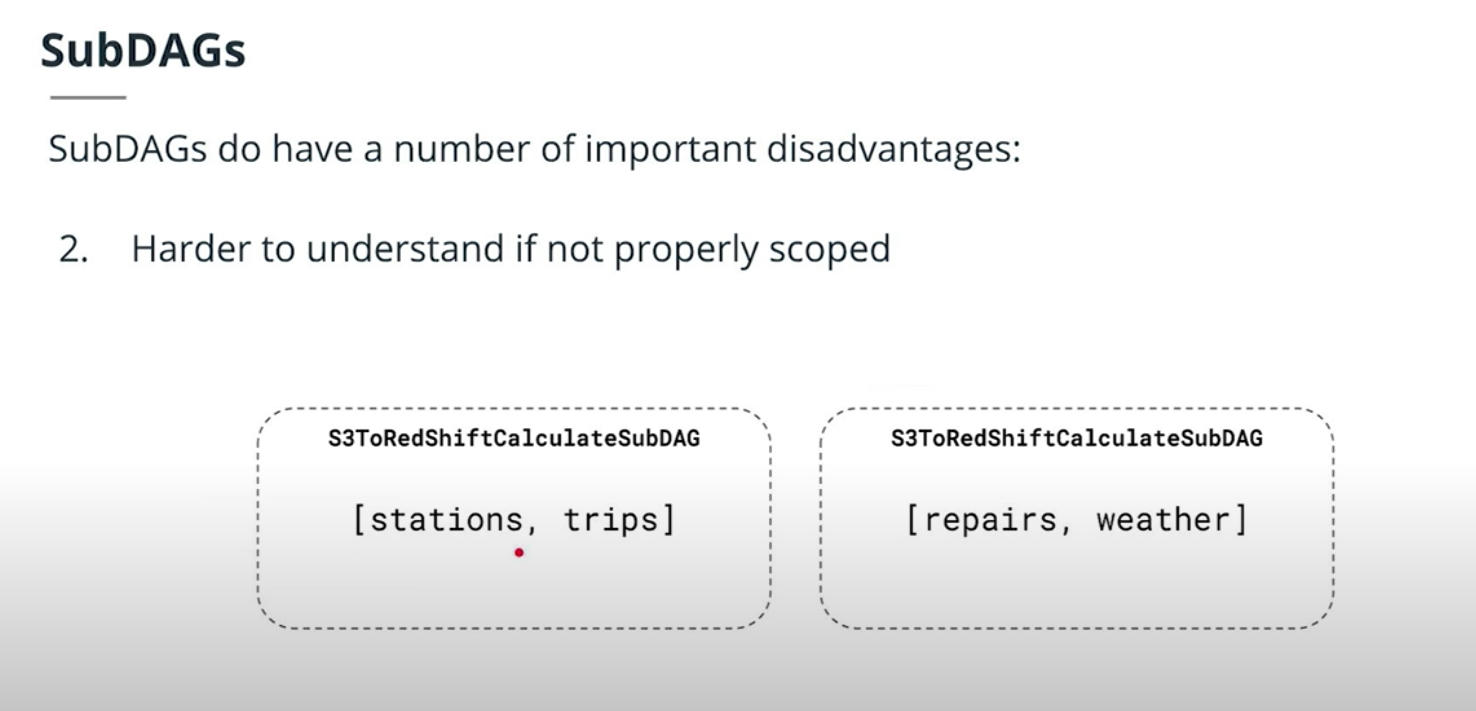 SubDAGs
SubDAGs do have a number of important disadvantages:
2. Harder to understand if not properly scoped
S3ToRedShiftCalculateSubDAG
[stations, trips]
S3ToRedShiftCalculateSubDAG
[repairs, weather]